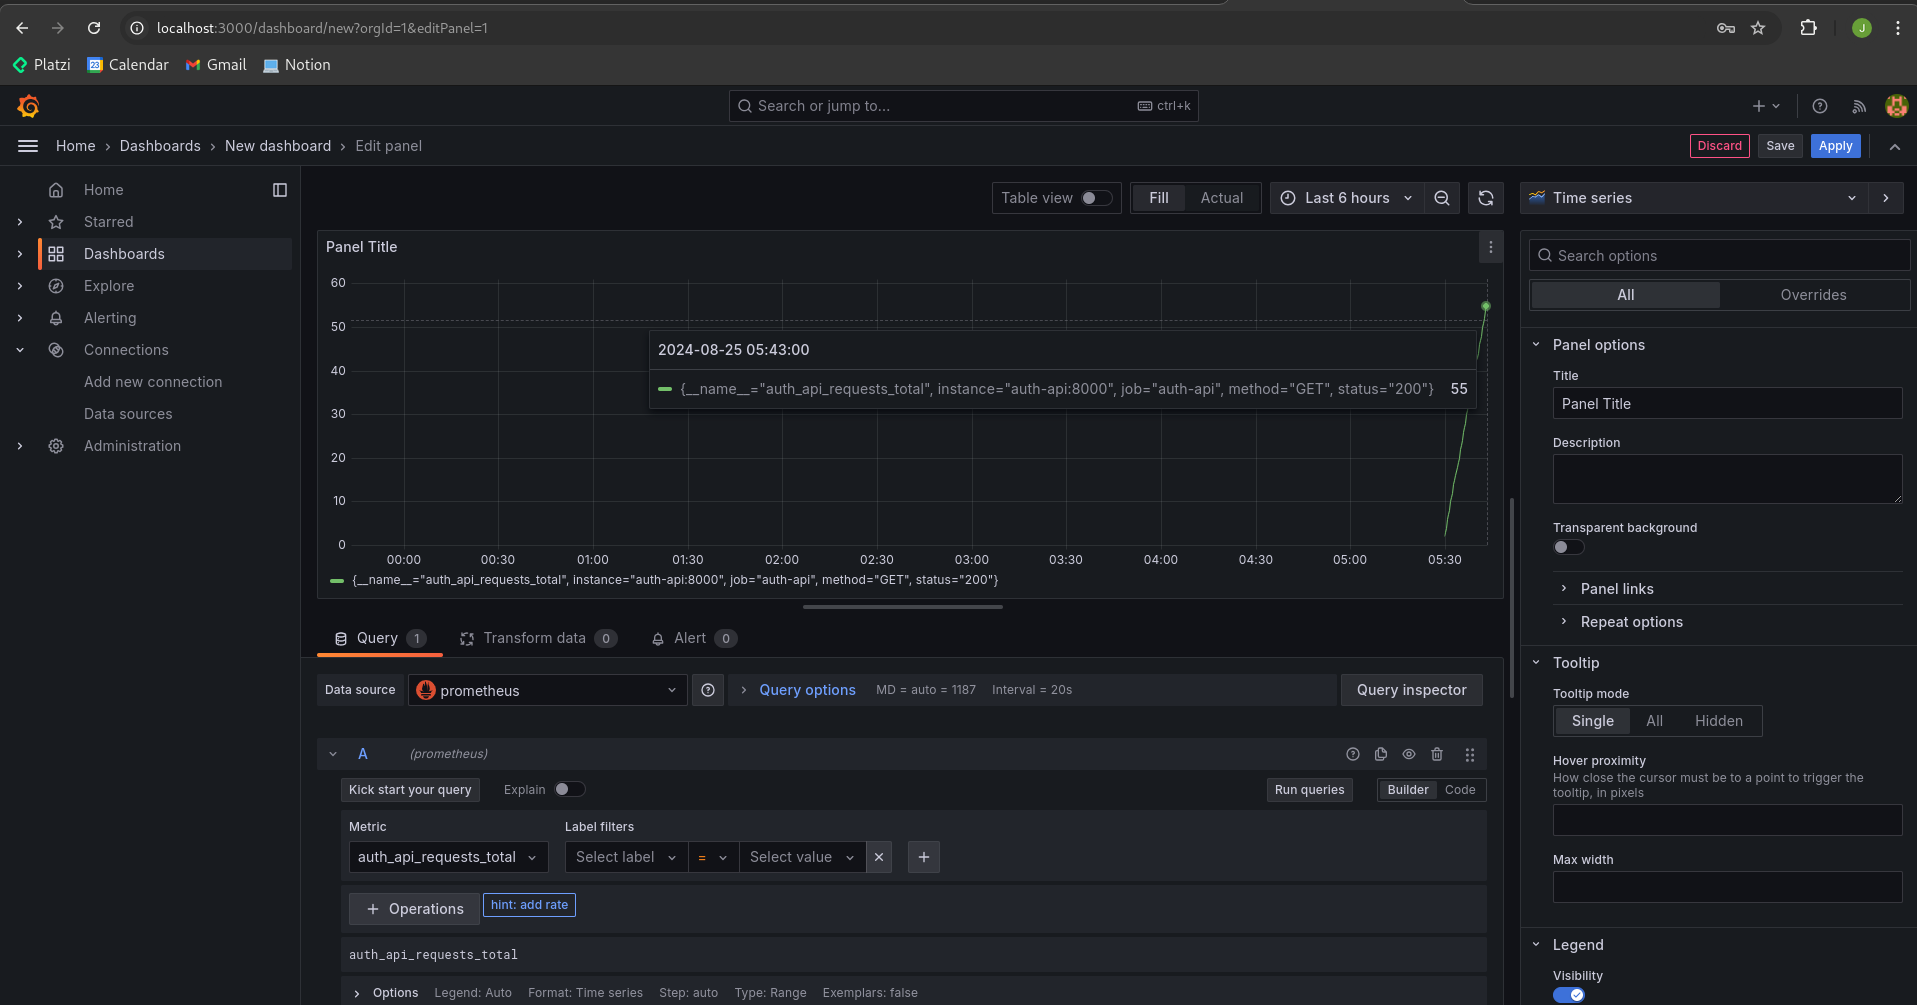 localhost:3000/dashboard/new?orgId=1&editPanel=1
J
Platzi
Calendar
Gmail
Notion
Search or jump to...
ctrl+k
Home › Dashboards › New dashboard › Edit panel
Discard
Save
Apply
Home
Starred
Dashboards
Explore
Alerting
Connections
Add new connection
Data sources
Administration
Table view
Fill
Actual
Last 6 hours
Time series
Panel Title
60
50
40
30
20
10
0
2024-08-25 05:43:00
{__name__="auth_api_requests_total", instance="auth-api:8000", job="auth-api", method="GET", status="200"} 55
00:00 00:30 01:00 01:30 02:00 02:30 03:00 03:30 04:00 04:30 05:00 05:30
{__name__="auth_api_requests_total", instance="auth-api:8000", job="auth-api", method="GET", status="200"}
Query 1
Transform data 0
Alert 0
Data source
prometheus
Query options
MD = auto = 1187
Interval = 20s
Query inspector
A
(prometheus)
Kick start your query
Explain
Run queries
Builder
Code
Metric
Label filters
auth_api_requests_total
Select label
=
Select value
+ Operations
hint: add rate
auth_api_requests_total
Options
Legend: Auto
Format: Time series
Step: auto
Type: Range
Exemplars: false
Search options
All
Overrides
Panel options
Title
Panel Title
Description
Transparent background
Panel links
Repeat options
Tooltip
Tooltip mode
Single
All
Hidden
Hover proximity
How close the cursor must be to a point to trigger the
tooltip, in pixels
Max width
Legend
Visibility